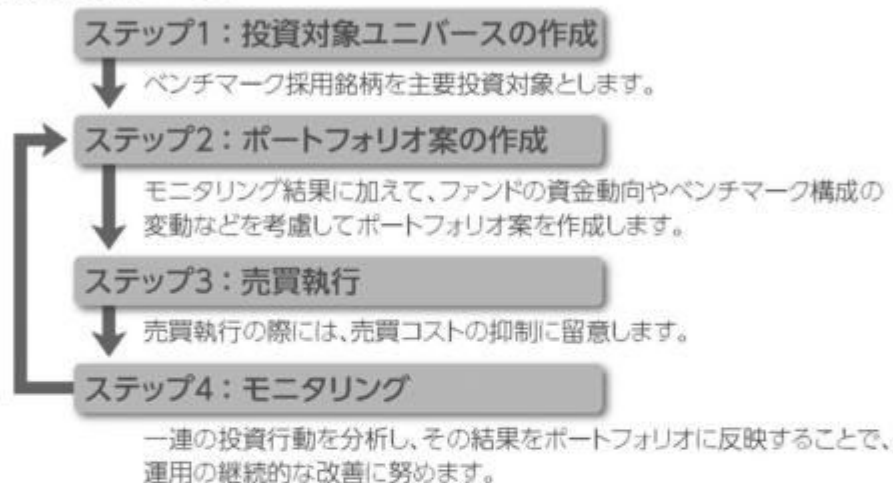 ステップ1：投資対象ユニバースの作成
ベンチマーク採用銘柄を主要投資対象とします。
ステップ2：ポートフォリオ案の作成
モニタリング結果に加えて、ファンドの資金動向やベンチマーク構成の
変動などを考慮してポートフォリオ案を作成します。
ステップ3：売買執行
売買執行の際には、売買コストの抑制に留意します。
ステップ4：モニタリング
一連の投資行動を分析し、その結果をポートフォリオに反映することで、
運用の継続的な改善に努めます。